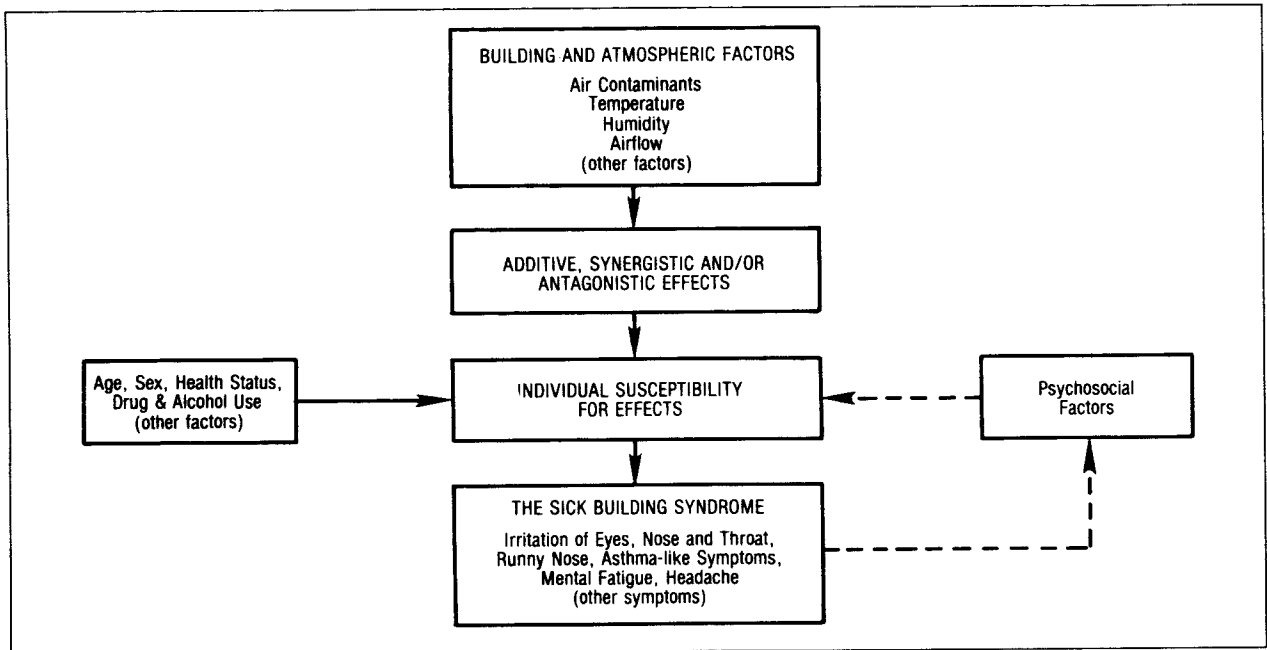 BUILDING AND ATMOSPHERIC FACTORS
Air Contaminants
Temperature
Humidity
Airflow
(other factors)
ADDITIVE, SYNERGISTIC AND/OR
ANTAGONISTIC EFFECTS
Age, Sex, Health Status,
Drug & Alcohol Use
(other factors)
INDIVIDUAL SUSCEPTIBILITY
FOR EFFECTS
Psychosocial
Factors
THE SICK BUILDING SYNDROME
Irritation of Eyes, Nose and Throat,
Runny Nose, Asthma-like Symptoms,
Mental Fatigue, Headache
(other symptoms)